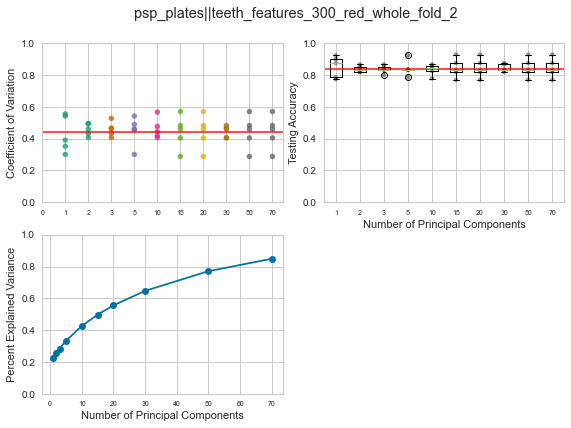 psp_plates||teeth_features_300_red_whole_fold_2
Coefficient of Variation
1.0
0.8
0.6
0.4
0.2
0.0
0 1 2 3 5 10 15 20 30 50 70
Testing Accuracy
1.0
0.8
0.6
0.4
0.2
0.0
1 2 3 5 10 15 20 30 50 70
Number of Principal Components
Percent Explained Variance
1.0
0.8
0.6
0.4
0.2
0.0
0 10 20 30 40 50 60 70
Number of Principal Components